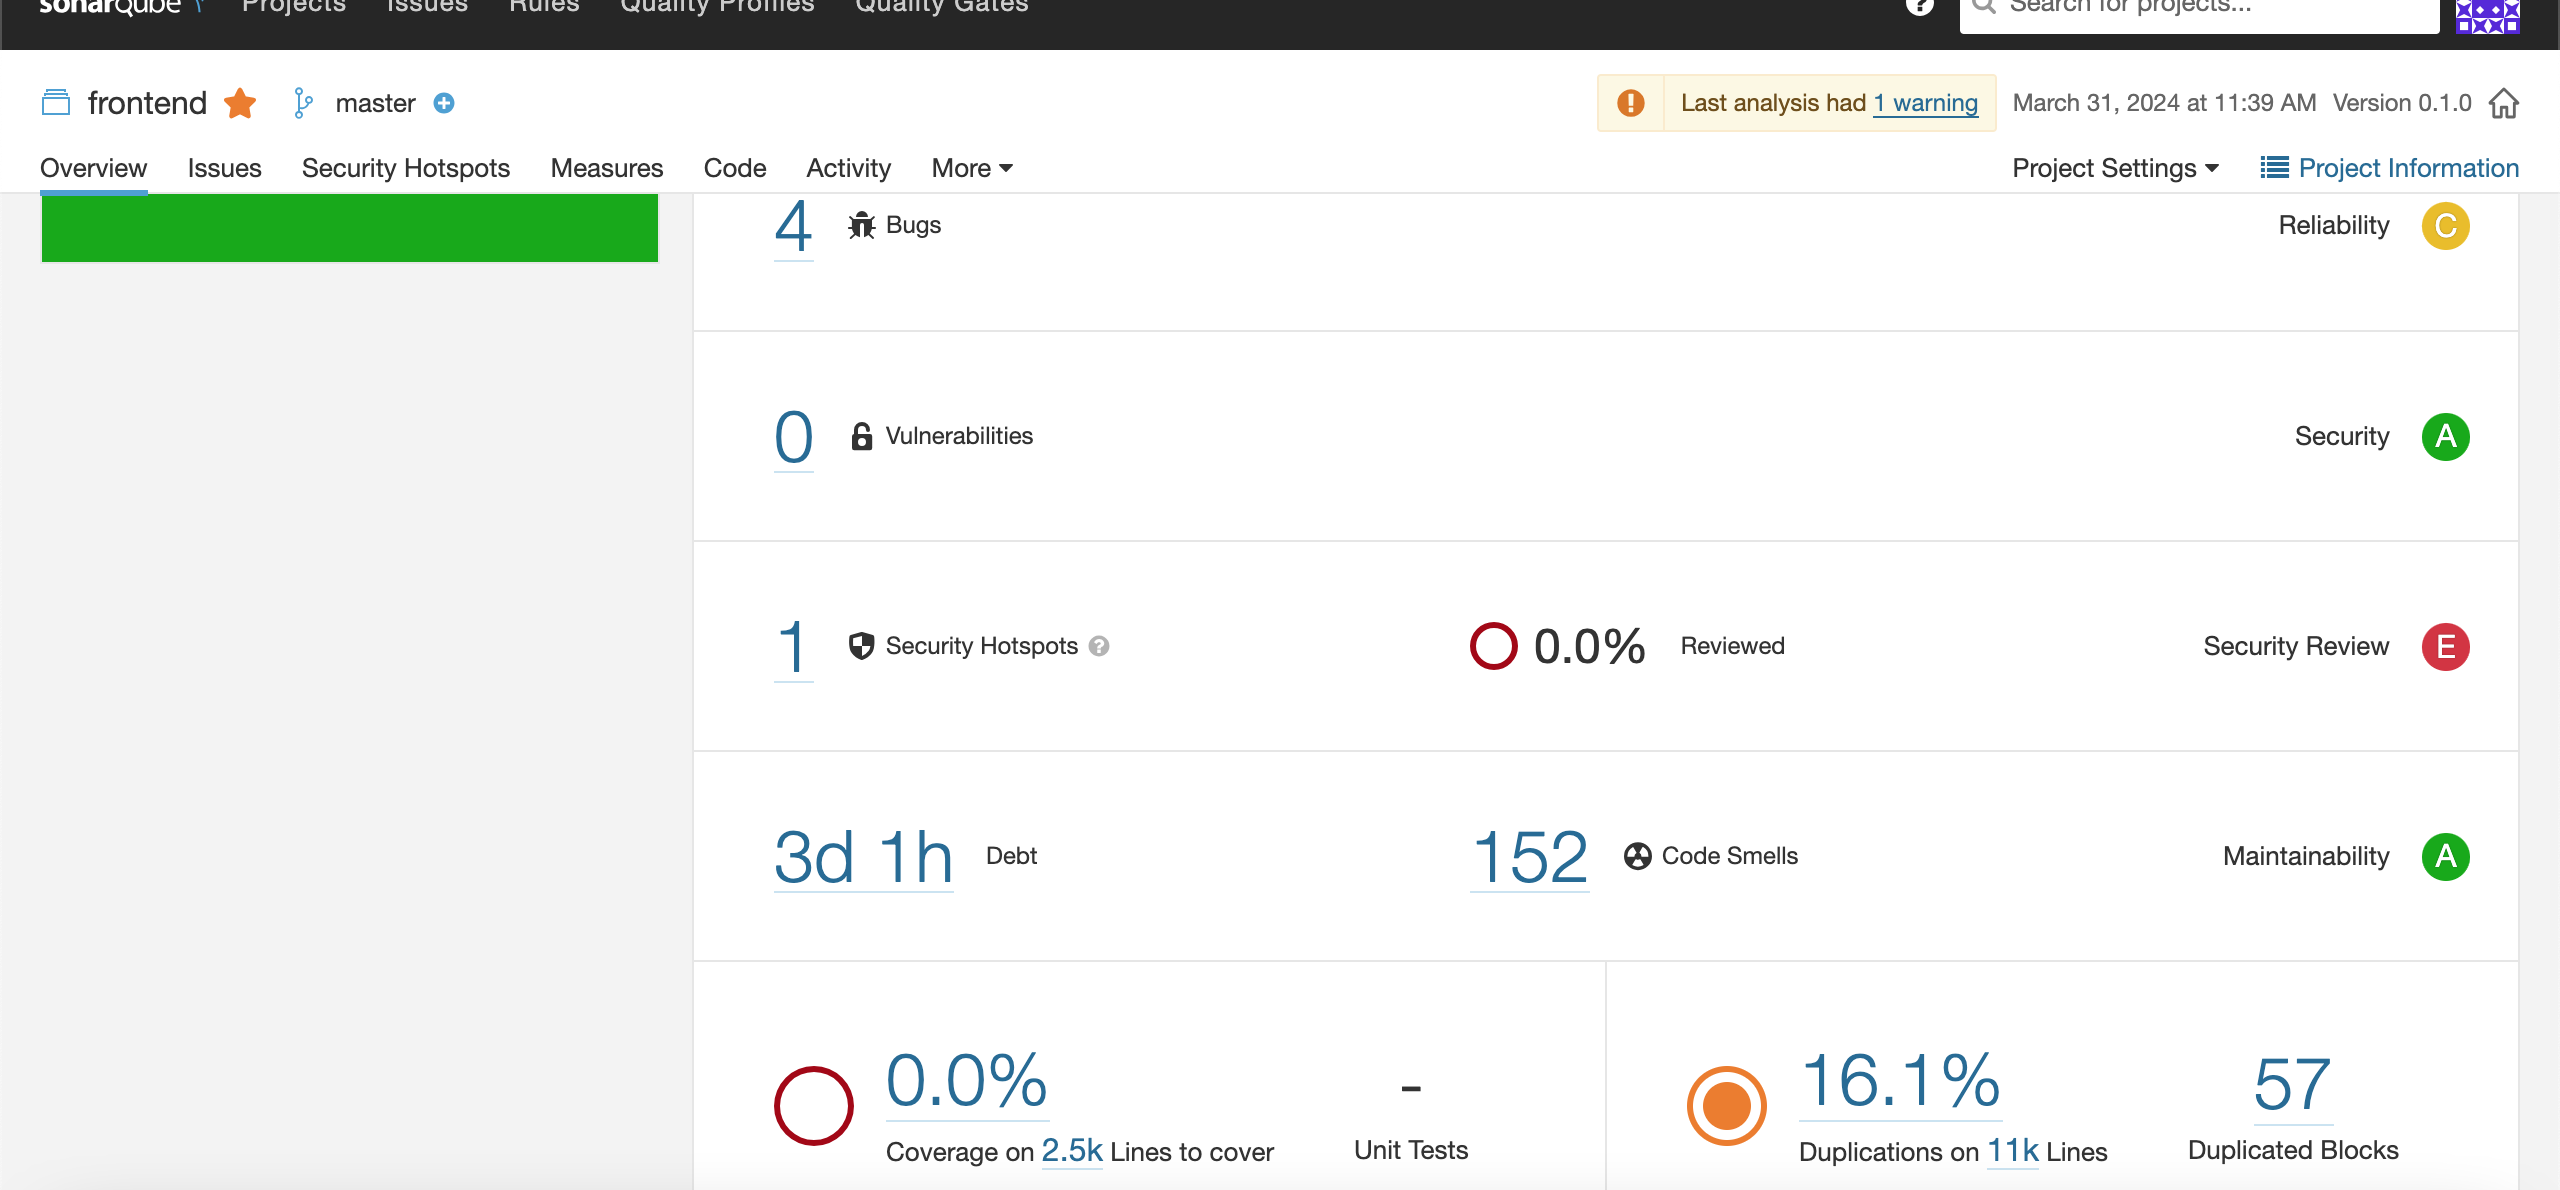 sonarqube Projects Issues Rules Quality Profiles Quality Gates Search for projects...
frontend master Last analysis had 1 warning March 31, 2024 at 11:39 AM Version 0.1.0
Overview Issues Security Hotspots Measures Code Activity More Project Settings Project Information
4 Bugs Reliability C
0 Vulnerabilities Security A
1 Security Hotspots ? 0.0% Reviewed Security Review E
3d 1h Debt 152 Code Smells Maintainability A
0.0% - 16.1% 57
Coverage on 2.5k Lines to cover Unit Tests Duplications on 11k Lines Duplicated Blocks